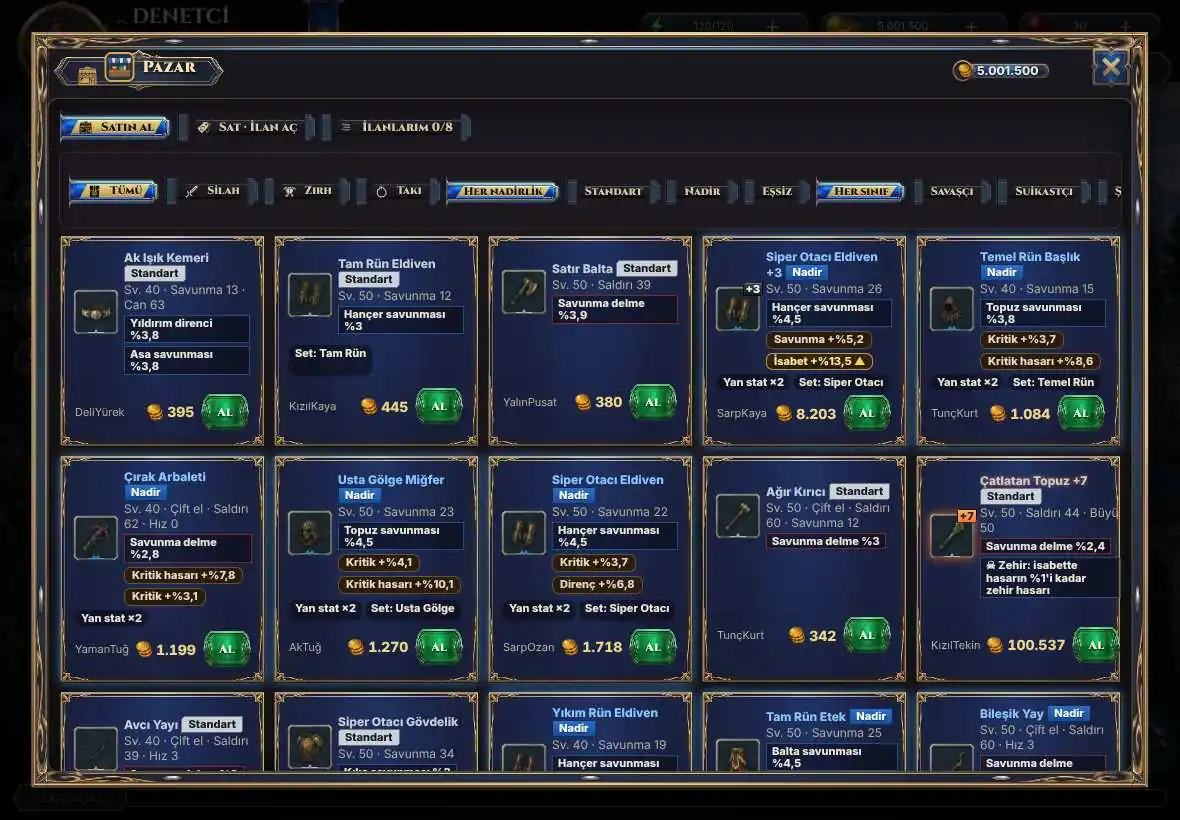 DENETCİ
120/120
5.001.500
30
PAZAR
5.001.500
SATIN AL
SAT · İLAN AÇ
İLANLARIM 0/8
TÜMÜ
SİLAH
ZIRH
TAKI
HER NADİRLİK
STANDART
NADİR
EŞSİZ
HER SINIF
SAVAŞÇI
SUİKASTÇI
Ş
Ak Işık Kemeri
Standart
Sv. 40 · Savunma 13 ·
Can 63
Yıldırım direnci
%3,8
Asa savunması
%3,8
DeliYürek
395
AL
Tam Rün Eldiven
Standart
Sv. 50 · Savunma 12
Hançer savunması
%3
Set: Tam Rün
KızılKaya
445
AL
Satır Balta Standart
Sv. 50 · Saldırı 39
Savunma delme
%3,9
YalınPusat
380
AL
Siper Otacı Eldiven
+3 Nadir
+3
Sv. 50 · Savunma 26
Hançer savunması
%4,5
Savunma +%5,2
İsabet +%13,5 ▲
Yan stat ×2 Set: Siper Otacı
SarpKaya
8.203
AL
Temel Rün Başlık
Nadir
Sv. 40 · Savunma 15
Topuz savunması
%3,8
Kritik +%3,7
Kritik hasarı +%8,6
Yan stat ×2 Set: Temel Rün
TunçKurt
1.084
AL
Çırak Arbaleti
Nadir
Sv. 40 · Çift el · Saldırı
62 · Hız 0
Savunma delme
%2,8
Kritik hasarı +%7,8
Kritik +%3,1
Yan stat ×2
YamanTuğ
1.199
AL
Usta Gölge Miğfer
Nadir
Sv. 50 · Savunma 23
Topuz savunması
%4,5
Kritik +%4,1
Kritik hasarı +%10,1
Yan stat ×2 Set: Usta Gölge
AkTuğ
1.270
AL
Siper Otacı Eldiven
Nadir
Sv. 50 · Savunma 22
Hançer savunması
%4,5
Kritik +%3,7
Direnç +%6,8
Yan stat ×2 Set: Siper Otacı
SarpOzan
1.718
AL
Ağır Kırıcı Standart
Sv. 50 · Çift el · Saldırı
60 · Savunma 12
Savunma delme %3
TunçKurt
342
AL
Çatlatan Topuz +7
Standart
+7
Sv. 50 · Saldırı 44 · Büyü
50
Savunma delme %2,4
☠ Zehir: isabette
hasarın %1'i kadar
zehir hasarı
KızılTekin
100.537
AL
Avcı Yayı Standart
Sv. 40 · Çift el · Saldırı
39 · Hız 3
Siper Otacı Gövdelik
Standart
Sv. 50 · Savunma 34
Yıkım Rün Eldiven
Nadir
Sv. 40 · Savunma 19
Hançer savunması
Tam Rün Etek Nadir
Sv. 50 · Savunma 25
Balta savunması
%4,5
Bileşik Yay Nadir
Sv. 40 · Çift el · Saldırı
60 · Hız 3
Savunma delme